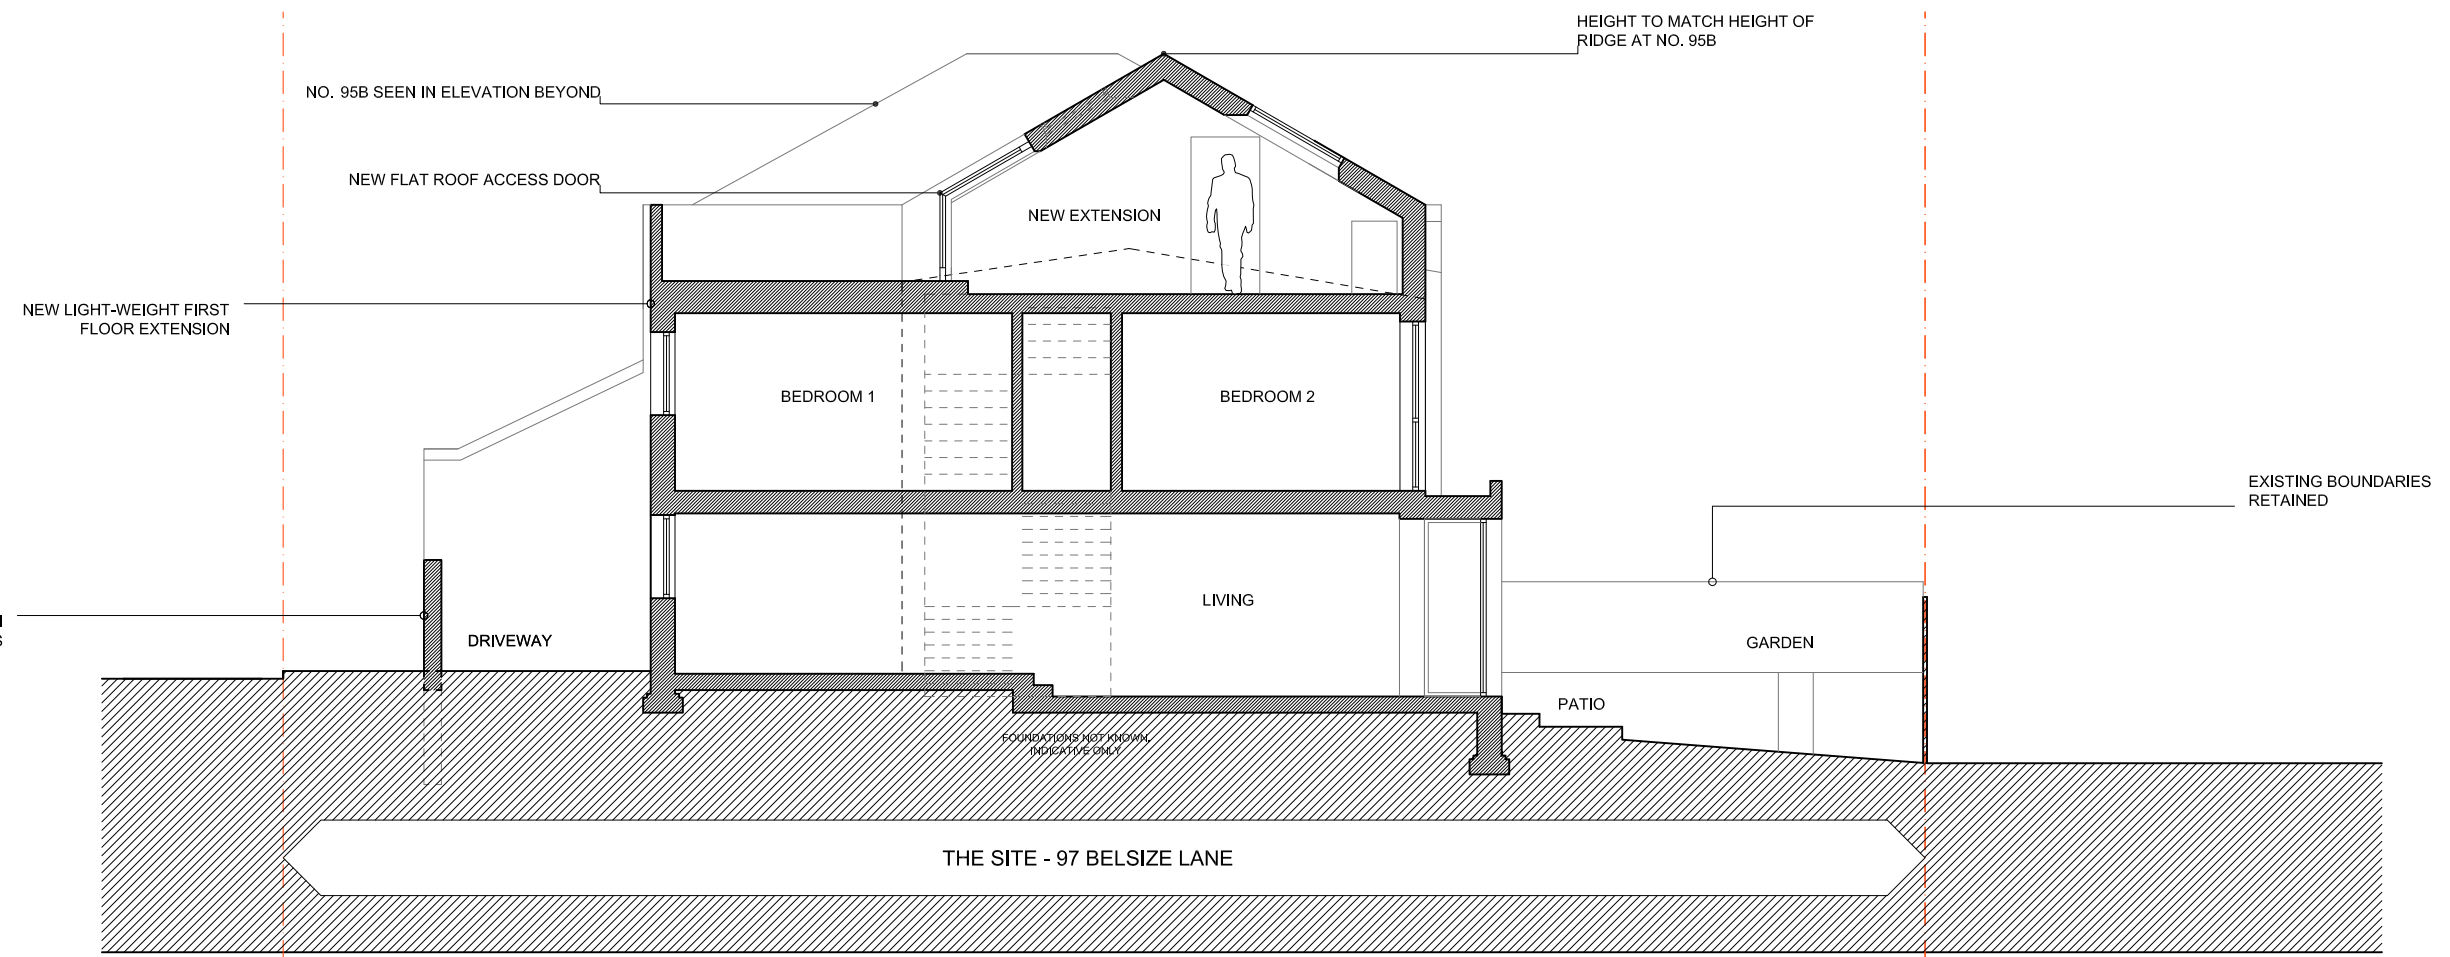 HEIGHT TO MATCH HEIGHT OF
RIDGE AT NO. 95B
NO. 95B SEEN IN ELEVATION BEYOND
NEW FLAT ROOF ACCESS DOOR
NEW EXTENSION
NEW LIGHT-WEIGHT FIRST
FLOOR EXTENSION
BEDROOM 1
BEDROOM 2
EXISTING BOUNDARIES
RETAINED
LIVING
DRIVEWAY
GARDEN
PATIO
FOUNDATIONS NOT KNOWN,
INDICATIVE ONLY
THE SITE - 97 BELSIZE LANE